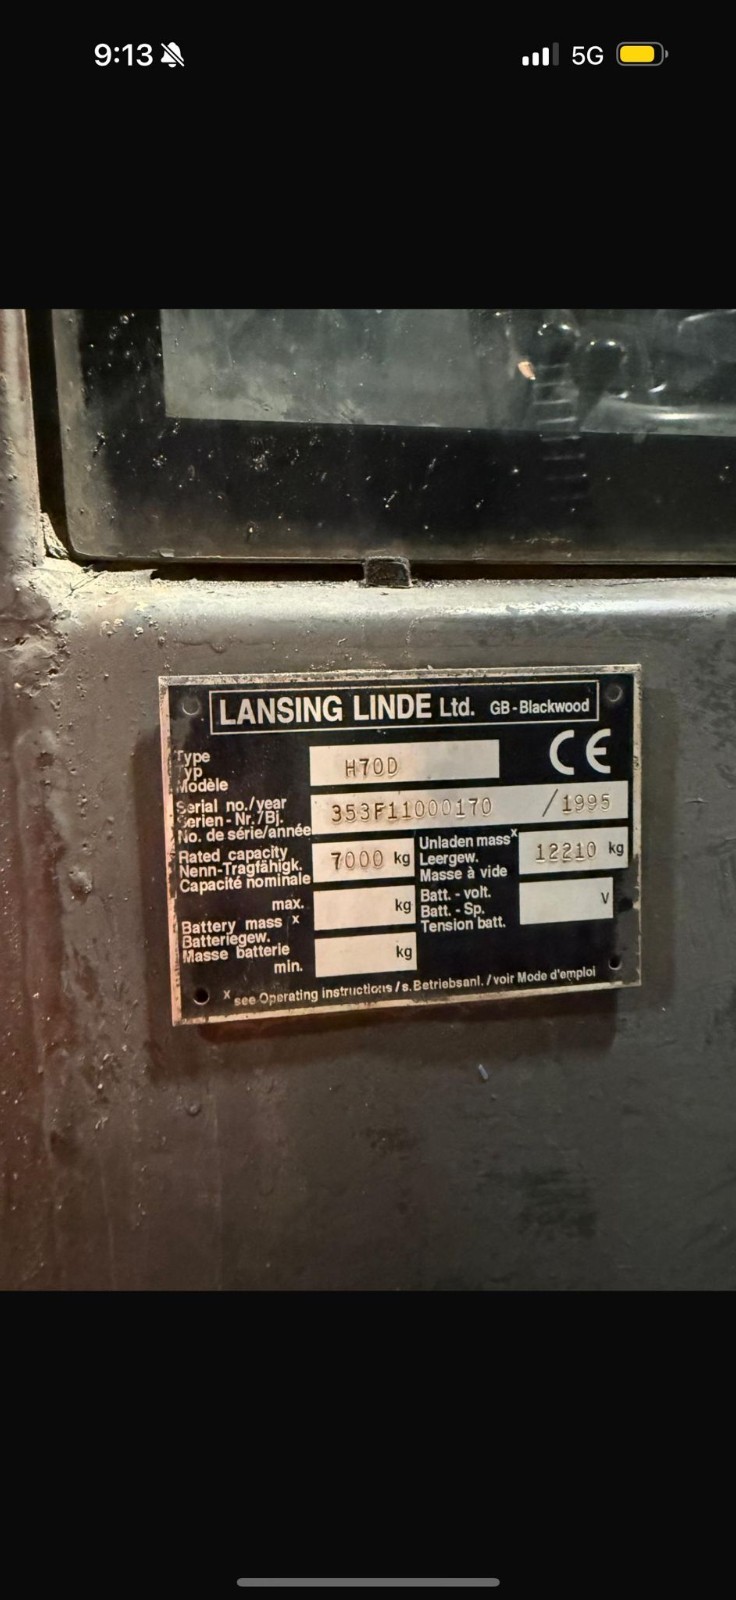 9:13 5G
LANSING LINDE Ltd. GB-Blackwood
Type
Typ
Modèle
H70D
CE
Serial no./year
Serien-Nr./Bj.
No. de série/année
353F11000170 /1995
Rated capacity
Nenn-Tragfähigk.
Capacité nominale
7000 kg
Unladen mass x
Leergew.
Masse à vide
12210 kg
max.
kg
Battery mass x
Batteriegew.
Masse batterie
min.
kg
Batt.-volt.
Batt.-Sp.
Tension batt.
V
x see Operating instructions/s.Betriebsanl./voir Mode d'emploi